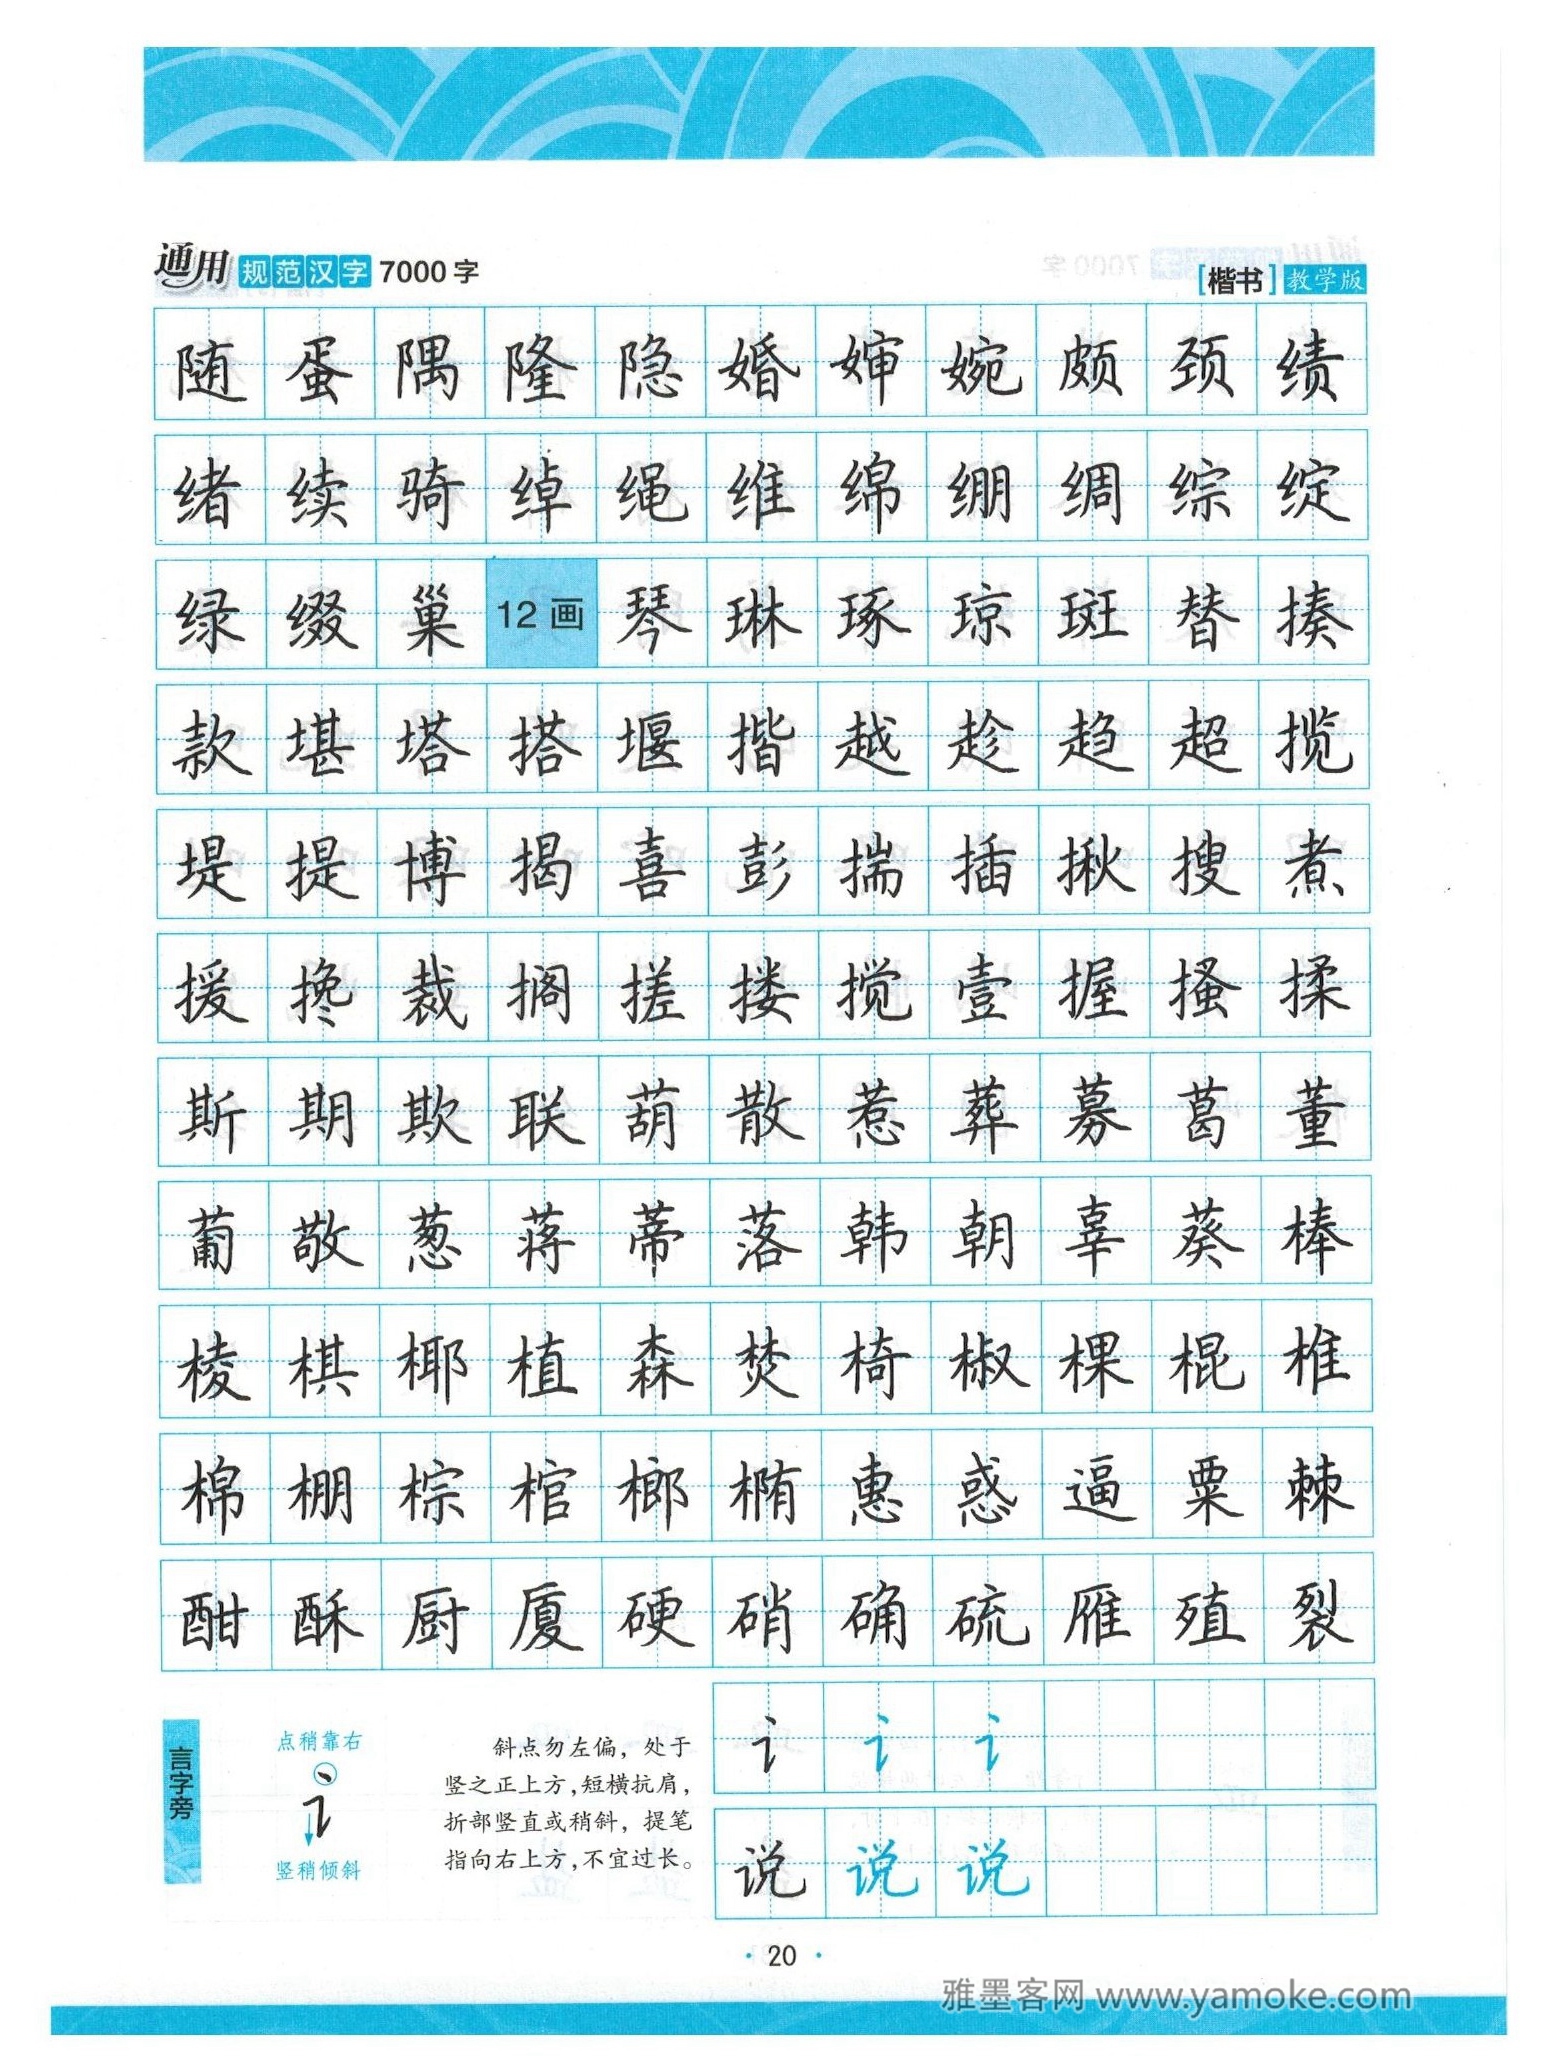 通用规范汉字7000字 [楷书]教学版
随蛋隅隆隐婚婶婉颇颈绩
绪续骑绰绳维绵绷绸综绽
绿缀巢12画琴琳琢琼斑替揍
款堪塔搭堰揩越趁趋超揽
堤提博揭喜彭揣插揪搜煮
援搀裁搁搓搂搅壹握搔揉
斯期欺联葫散惹葬募葛董
葡敬葱蒋蒂落韩朝辜葵棒
棱棋椰植森焚椅椒棵棍椎
棉棚棕棺榔椭惠惑逼粟棘
酣酥厨厦硬硝确硫雁殖裂
言字旁
点稍靠右
竖稍倾斜
斜点勿左偏，处于
竖之正上方，短横抗肩，
折部竖直或稍斜，提笔
指向右上方，不宜过长。
讠讠讠
说说说
· 20 ·
雅墨客网 www.yamoke.com